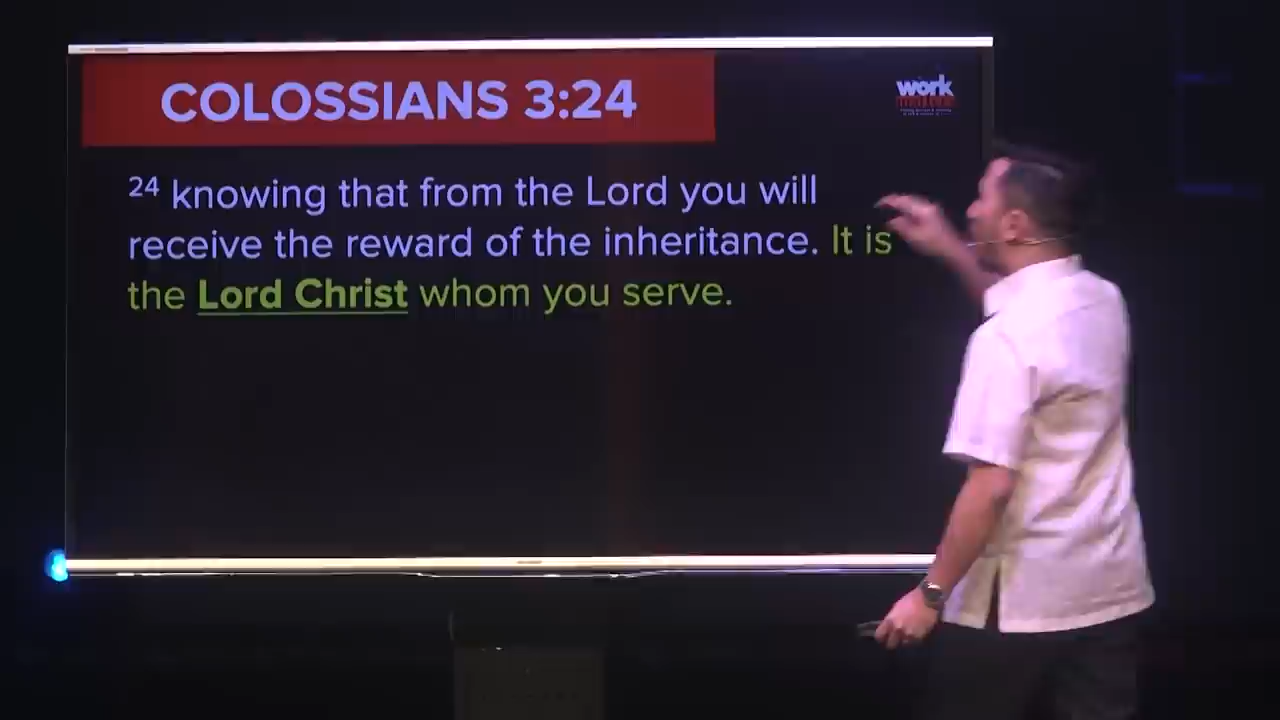 COLOSSIANS 3:24
work
24 knowing that from the Lord you will
receive the reward of the inheritance. It is
the Lord Christ whom you serve.